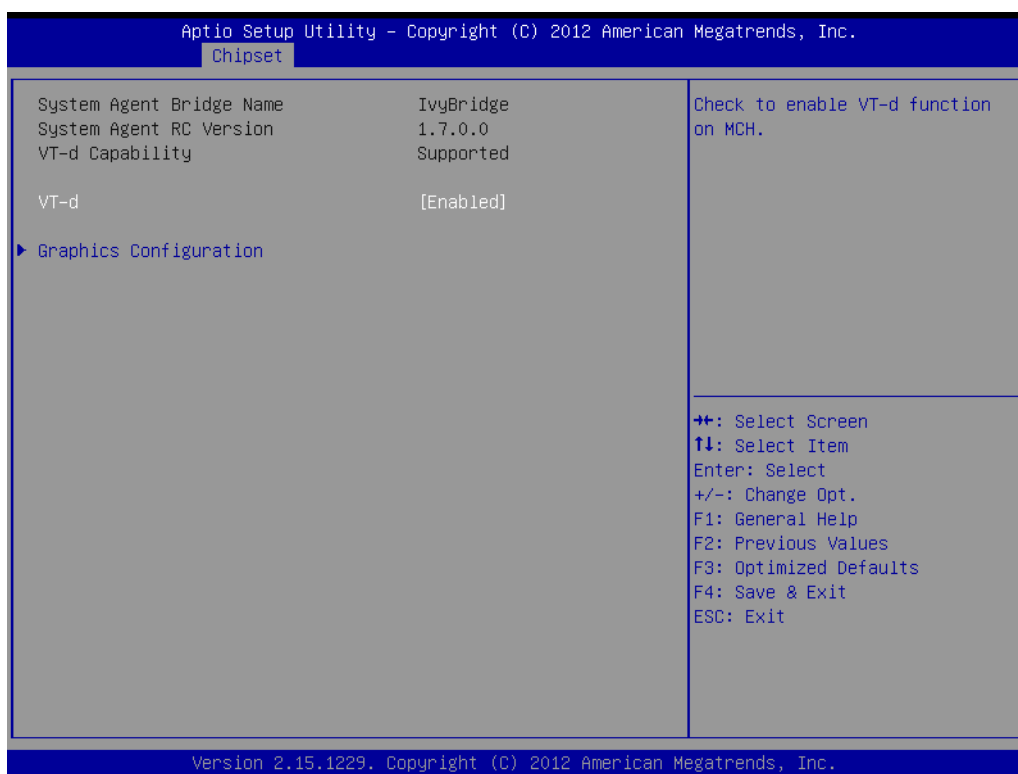 Aptio Setup Utility – Copyright (C) 2012 American Megatrends, Inc.
Chipset
System Agent Bridge Name IvyBridge
System Agent RC Version 1.7.0.0
VT-d Capability Supported
VT-d [Enabled]
▶ Graphics Configuration
Check to enable VT-d function
on MCH.
→←: Select Screen
↑↓: Select Item
Enter: Select
+/-: Change Opt.
F1: General Help
F2: Previous Values
F3: Optimized Defaults
F4: Save & Exit
ESC: Exit
Version 2.15.1229. Copyright (C) 2012 American Megatrends, Inc.